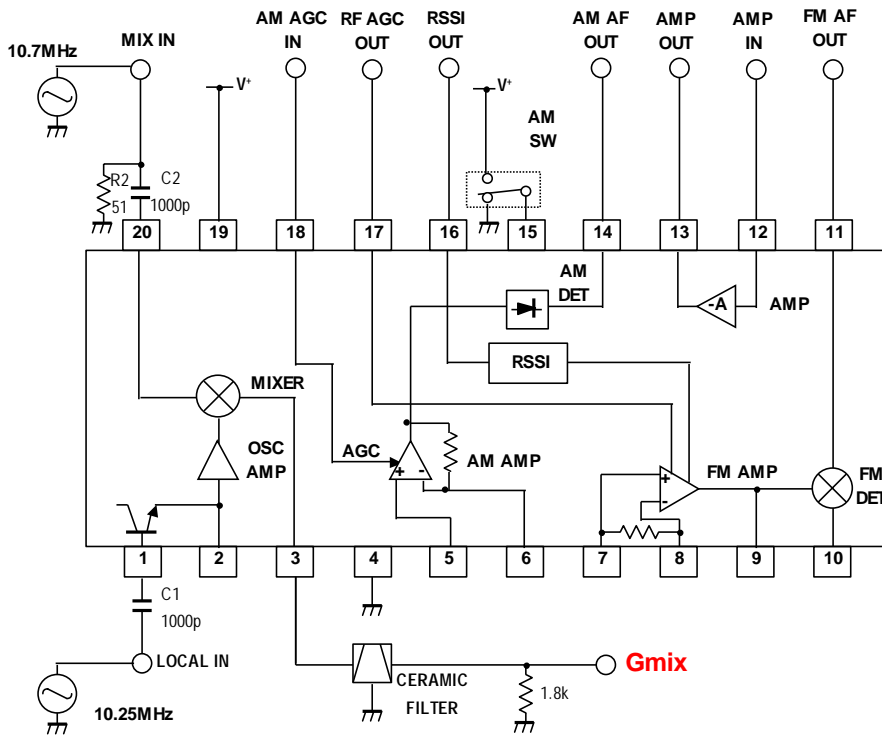 10.7MHz
MIX IN
AM AGC
IN
RF AGC
OUT
RSSI
OUT
AM AF
OUT
AMP
OUT
AMP
IN
FM AF
OUT
V+
V+
AM
SW
R2
51
C2
1000p
20
19
18
17
16
15
14
13
12
11
AM
DET
-A
AMP
RSSI
MIXER
OSC
AMP
AGC
+
-
AM AMP
+
-
FM AMP
FM
DET
1
2
3
4
5
6
7
8
9
10
C1
1000p
LOCAL IN
10.25MHz
CERAMIC
FILTER
1.8k
Gmix